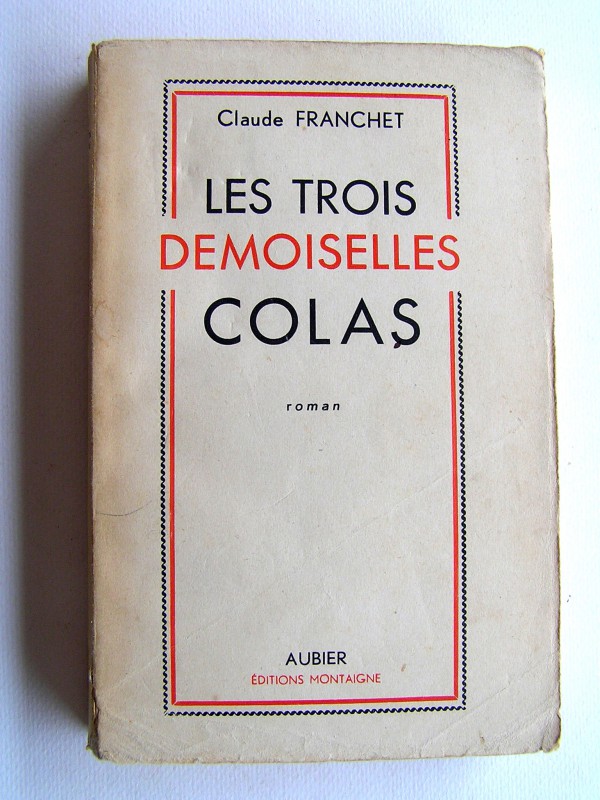 Claude FRANCHET
LES TROIS
DEMOISELLES
COLAS
roman
AUBIER
ÉDITIONS MONTAIGNE